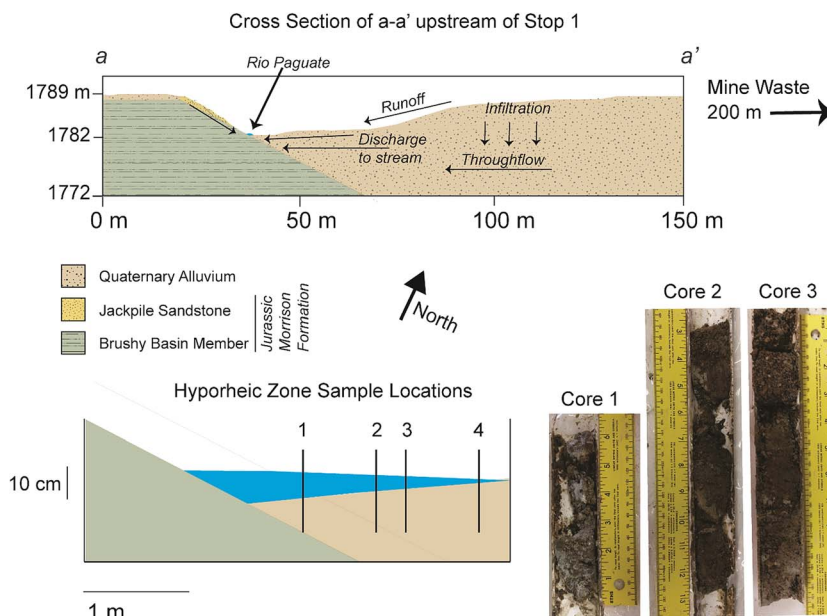 Cross Section of a-a' upstream of Stop 1
a
Rio Paguate
a'
1789 m
1782
1772
Runoff
Infiltration
Discharge
to stream
Throughflow
Mine Waste
200 m
0 m
50 m
100 m
150 m
Quaternary Alluvium
Jackpile Sandstone
Brushy Basin Member
Jurassic
Morrison
Formation
North
Hyporheic Zone Sample Locations
1
2
3
4
10 cm
1 m
Core 1
Core 2
Core 3